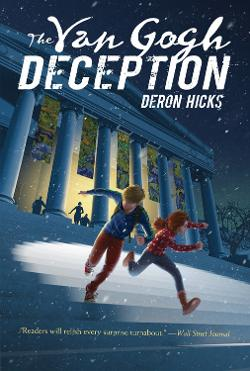 The Van Gogh
DECEPTION
DERON HICKS
"Readers will relish every surprise turnabout." —Wall Street Journal